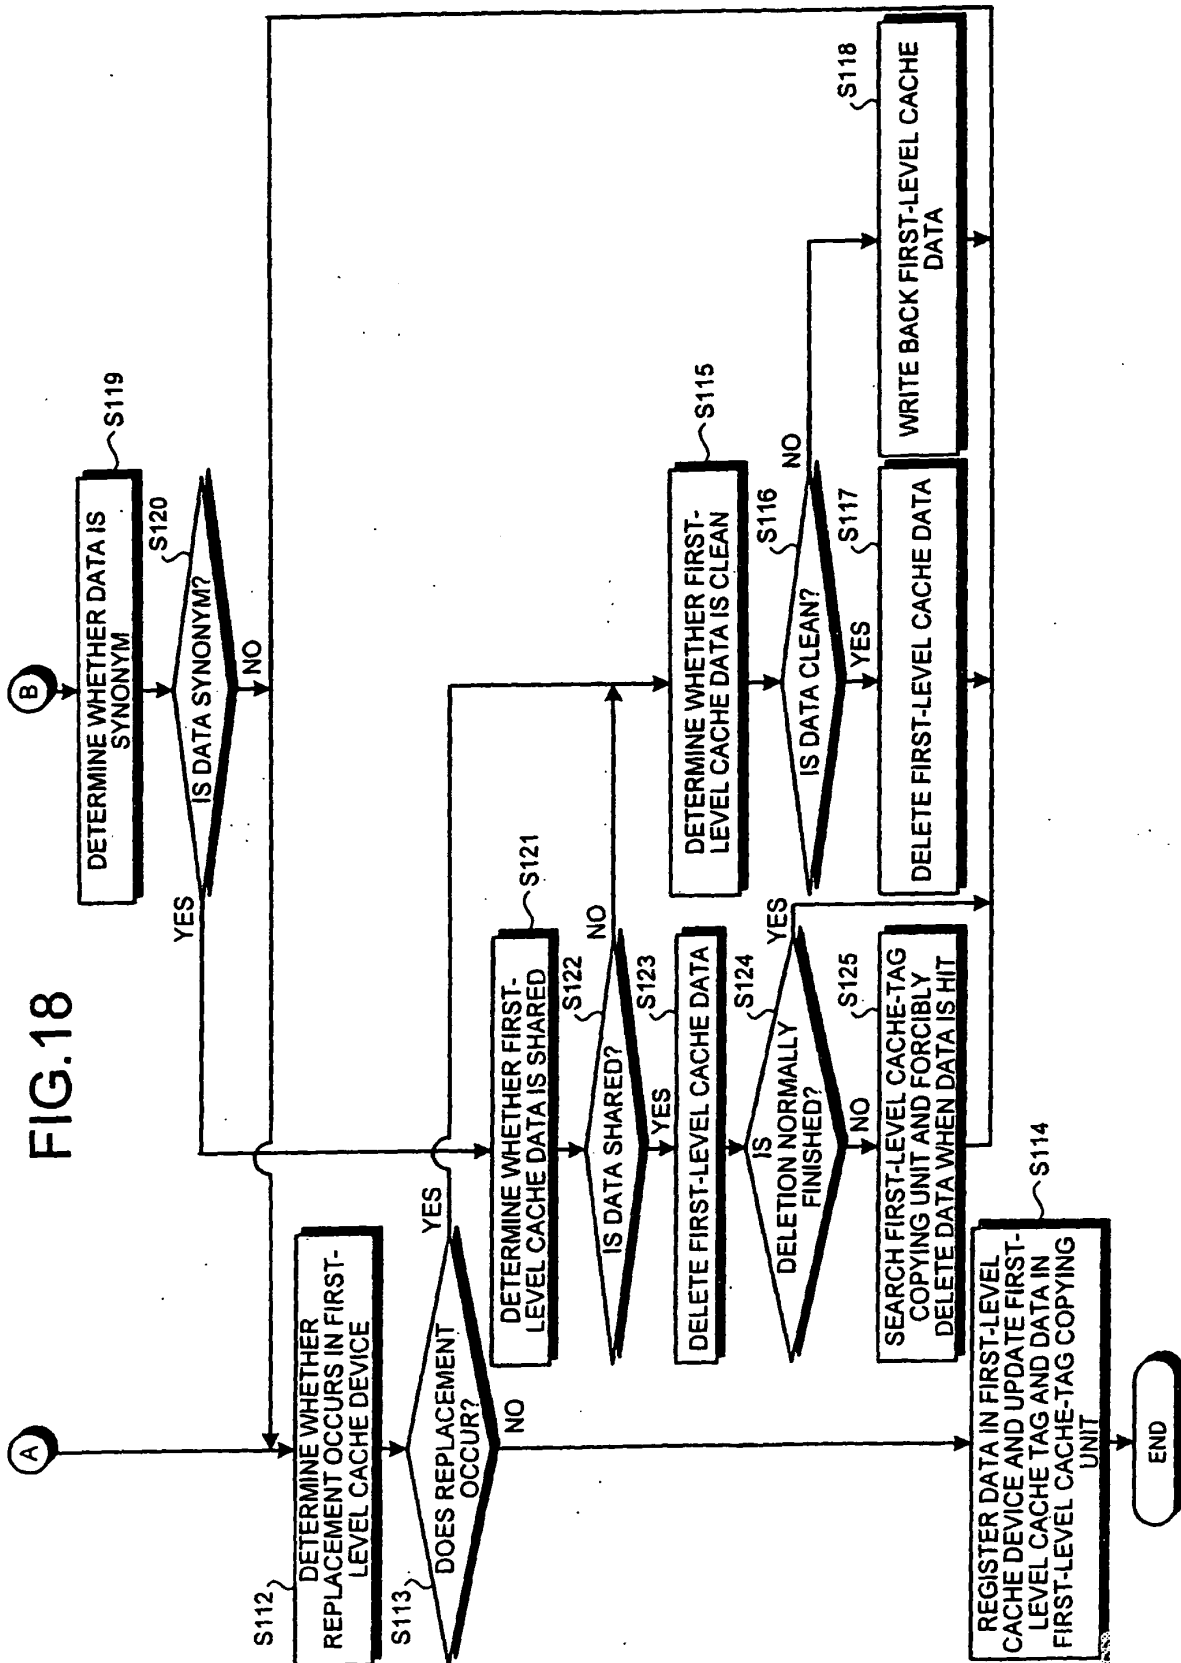 FIG.18
A
S112
DETERMINE WHETHER
REPLACEMENT OCCURS IN FIRST-
LEVEL CACHE DEVICE
S113
DOES REPLACEMENT
OCCUR?
YES
NO
B
DETERMINE WHETHER DATA IS
SYNONYM
S119
S120
IS DATA SYNONYM?
YES
NO
DETERMINE WHETHER FIRST-
LEVEL CACHE DATA IS SHARED
S121
S122
IS DATA SHARED?
NO
YES
S123
DELETE FIRST-LEVEL CACHE DATA
S124
IS
DELETION NORMALLY
FINISHED?
YES
NO
S125
SEARCH FIRST-LEVEL CACHE-TAG
COPYING UNIT AND FORCIBLY
DELETE DATA WHEN DATA IS HIT
DETERMINE WHETHER FIRST-
LEVEL CACHE DATA IS CLEAN
S115
S116
IS DATA CLEAN?
NO
YES
S117
DELETE FIRST-LEVEL CACHE DATA
S118
WRITE BACK FIRST-LEVEL CACHE
DATA
S114
REGISTER DATA IN FIRST-LEVEL
CACHE DEVICE AND UPDATE FIRST-
LEVEL CACHE TAG AND DATA IN
FIRST-LEVEL CACHE-TAG COPYING
UNIT
END